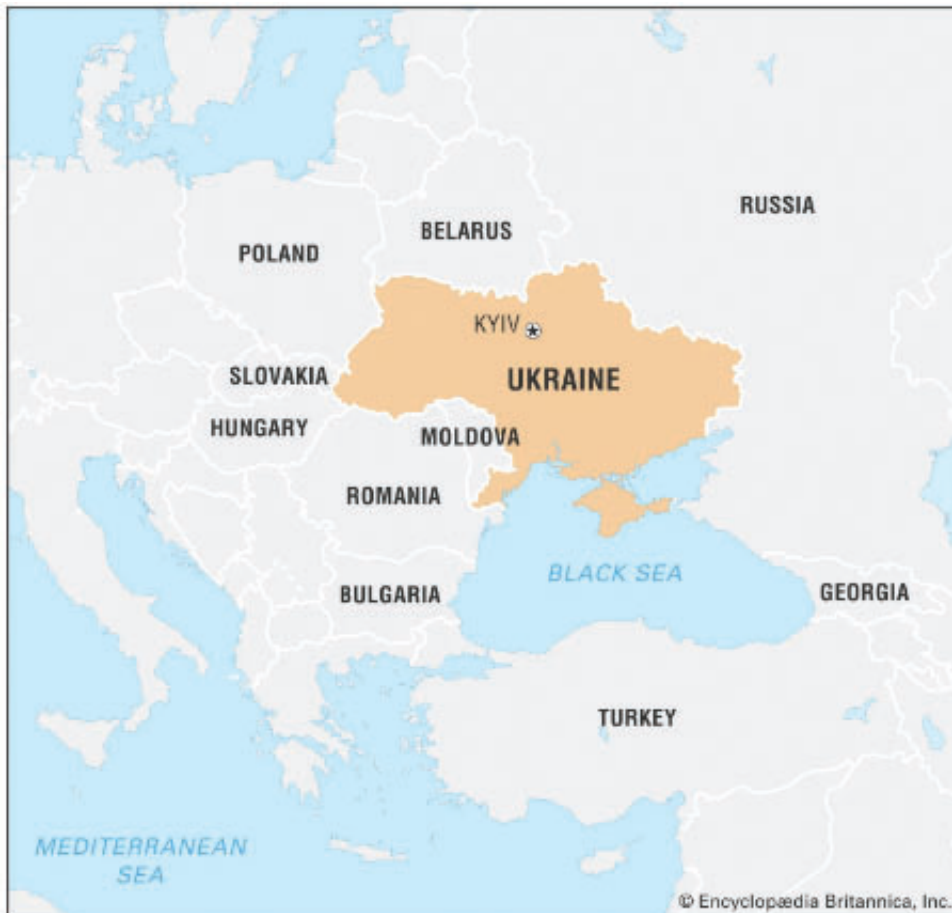 RUSSIA
BELARUS
POLAND
KYIV
UKRAINE
SLOVAKIA
HUNGARY
MOLDOVA
ROMANIA
BLACK SEA
BULGARIA
GEORGIA
TURKEY
MEDITERRANEAN
SEA
© Encyclopædia Britannica, Inc.